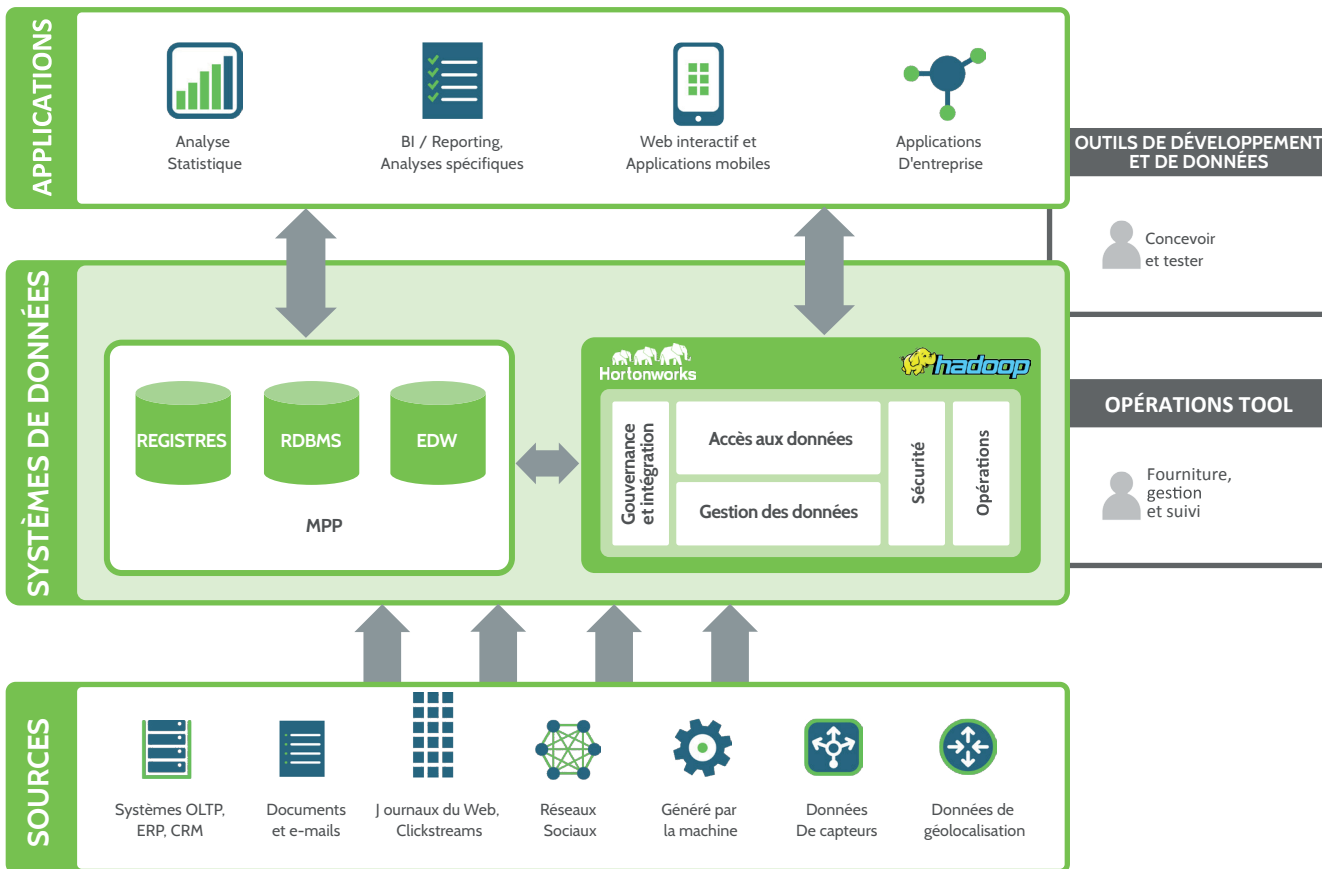 APPLICATIONS
Analyse
Statistique
BI / Reporting,
Analyses spécifiques
Web interactif et
Applications mobiles
Applications
D'entreprise
OUTILS DE DÉVELOPPEMENT
ET DE DONNÉES
Concevoir
et tester
SYSTÈMES DE DONNÉES
REGISTRES
RDBMS
EDW
MPP
Hortonworks
hadoop
Gouvernance
et intégration
Accès aux données
Gestion des données
Sécurité
Opérations
OPÉRATIONS TOOL
Fourniture,
gestion
et suivi
SOURCES
Systèmes OLTP,
ERP, CRM
Documents
et e-mails
J ournaux du Web,
Clickstreams
Réseaux
Sociaux
Généré par
la machine
Données
De capteurs
Données de
géolocalisation